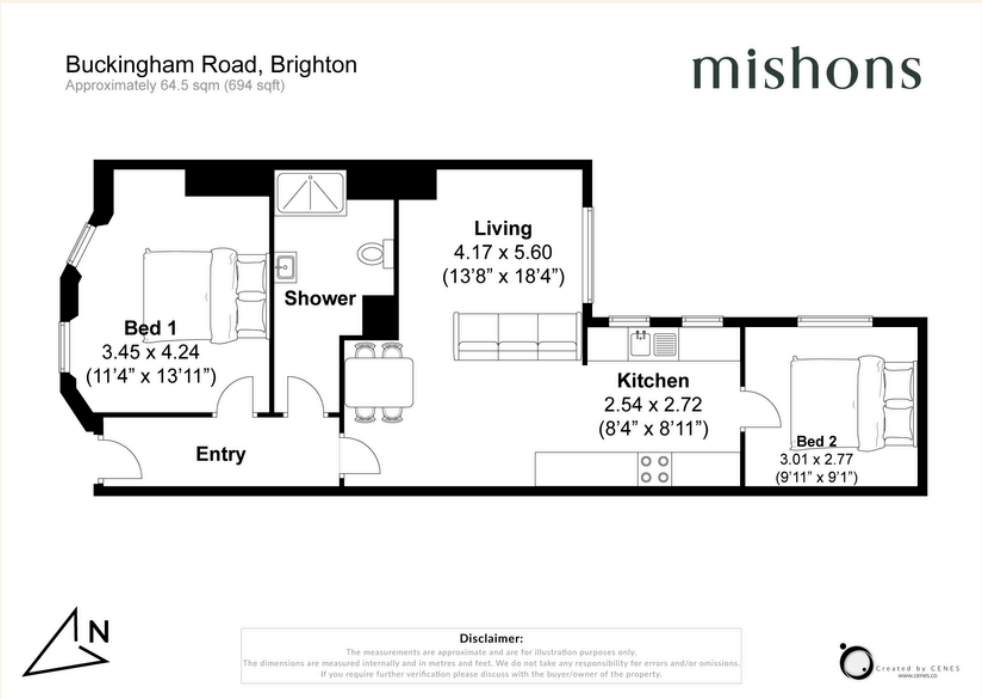 Buckingham Road, Brighton
Approximately 64.5 sqm (694 sqft)
mishons
Living
4.17 x 5.60
(13'8" x 18'4")
Shower
Bed 1
3.45 x 4.24
(11'4" x 13'11")
Kitchen
2.54 x 2.72
(8'4" x 8'11")
Bed 2
3.01 x 2.77
(9'11" x 9'1")
Entry
N
Disclaimer:
The measurements are approximate and are for illustration purposes only.
The dimensions are measured internally and in metres and feet. We do not take any responsibility for errors and/or omissions.
If you require further verification please discuss with the buyer/owner of the property.
Created by CENES
www.cenes.co